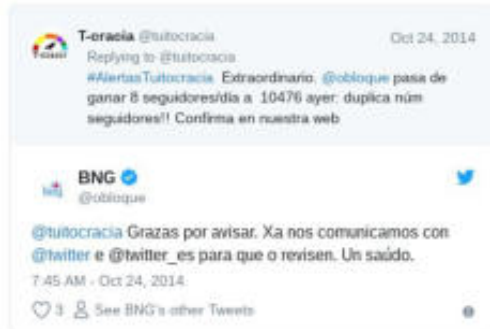 T-cracia @tuitocracia Oct 24, 2014
Replying to @tuitocracia
#AlertasTuitocracia Extraordinario. @obloque pasa de
ganar 8 seguidores/día a 10476 ayer: duplica núm
seguidores!! Confirma en nuestra web
BNG
@obloque
@tuitocracia Grazas por avisar. Xa nos comunicamos con
@twitter e @twitter_es para que o revisen. Un saúdo.
7:45 AM - Oct 24, 2014
3 See BNG's other Tweets